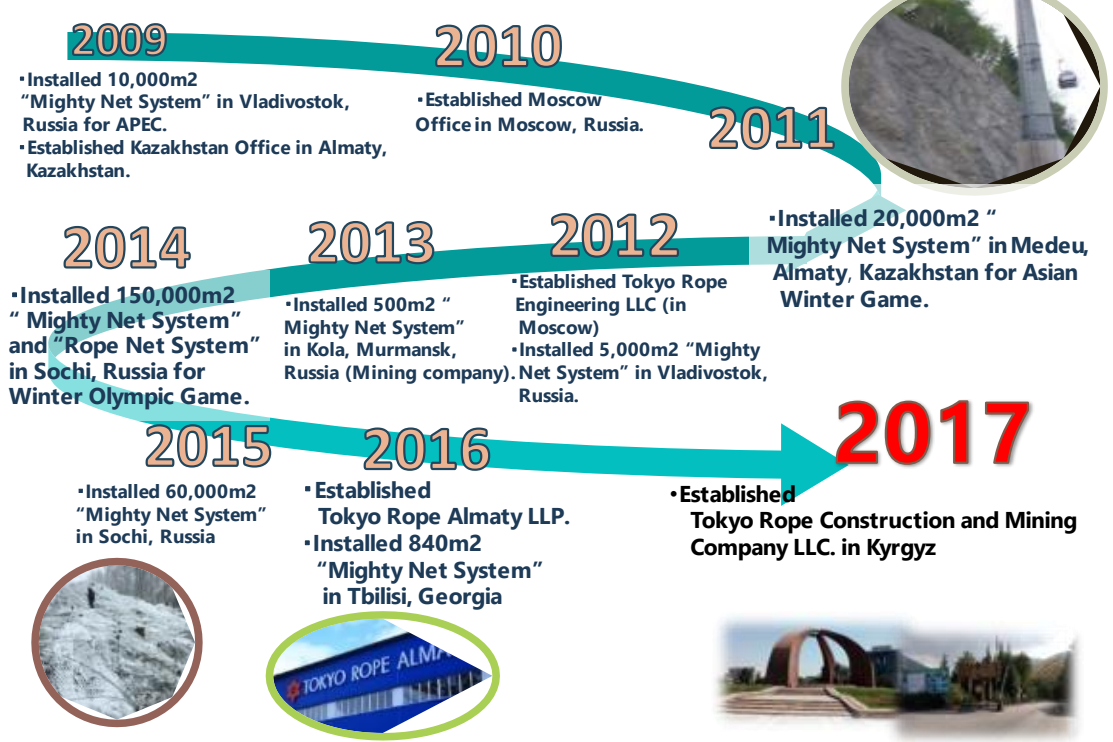 2009
・Installed 10,000m2
“Mighty Net System” in Vladivostok,
Russia for APEC.
・Established Kazakhstan Office in Almaty,
Kazakhstan.
2010
・Established Moscow
Office in Moscow, Russia.
2011
・Installed 20,000m2 “
Mighty Net System” in Medeu,
Almaty, Kazakhstan for Asian
Winter Game.
2012
・Established Tokyo Rope
Engineering LLC (in
Moscow)
・Installed 5,000m2 “Mighty
Net System” in Vladivostok,
Russia.
2013
・Installed 500m2 “
Mighty Net System”
in Kola, Murmansk,
Russia (Mining company).
2014
・Installed 150,000m2
“ Mighty Net System”
and “Rope Net System”
in Sochi, Russia for
Winter Olympic Game.
2015
・Installed 60,000m2
“Mighty Net System”
in Sochi, Russia
2016
・Established
Tokyo Rope Almaty LLP.
・Installed 840m2
“Mighty Net System”
in Tbilisi, Georgia
TOKYO ROPE ALMA
2017
・Established
Tokyo Rope Construction and Mining
Company LLC. in Kyrgyz